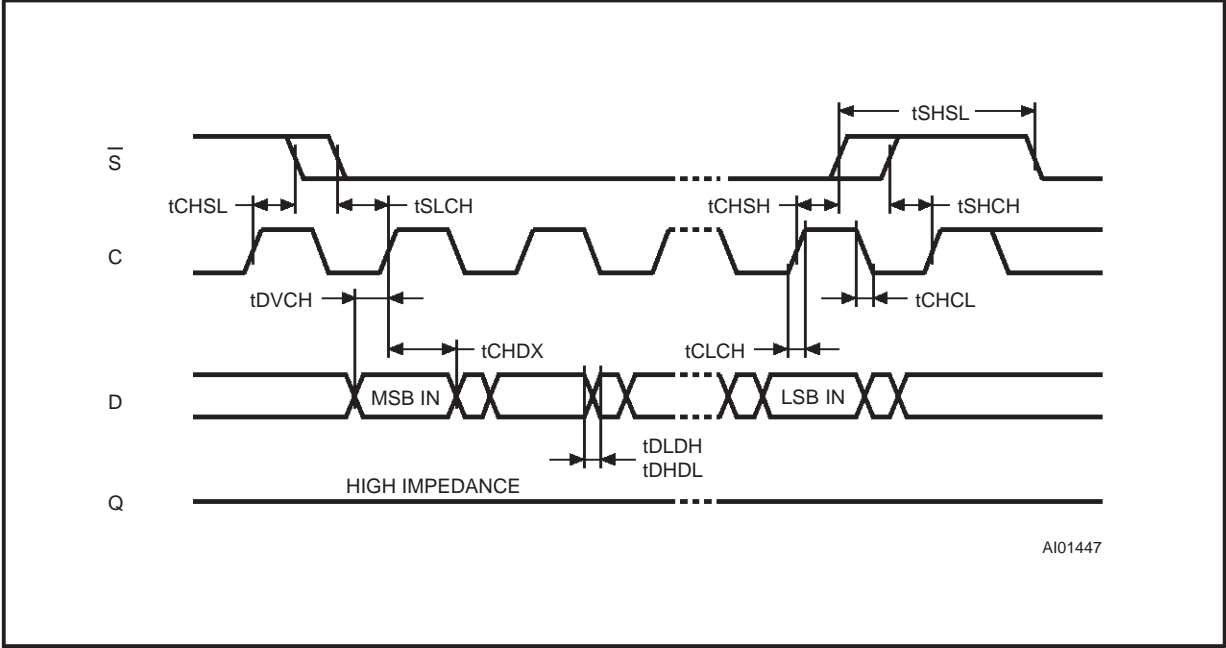 tSHSL
S̅
tCHSL
tSLCH
tCHSH
tSHCH
C
tDVCH
tCHCL
tCHDX
tCLCH
D
MSB IN
LSB IN
tDLDH
tDHDL
HIGH IMPEDANCE
Q
AI01447